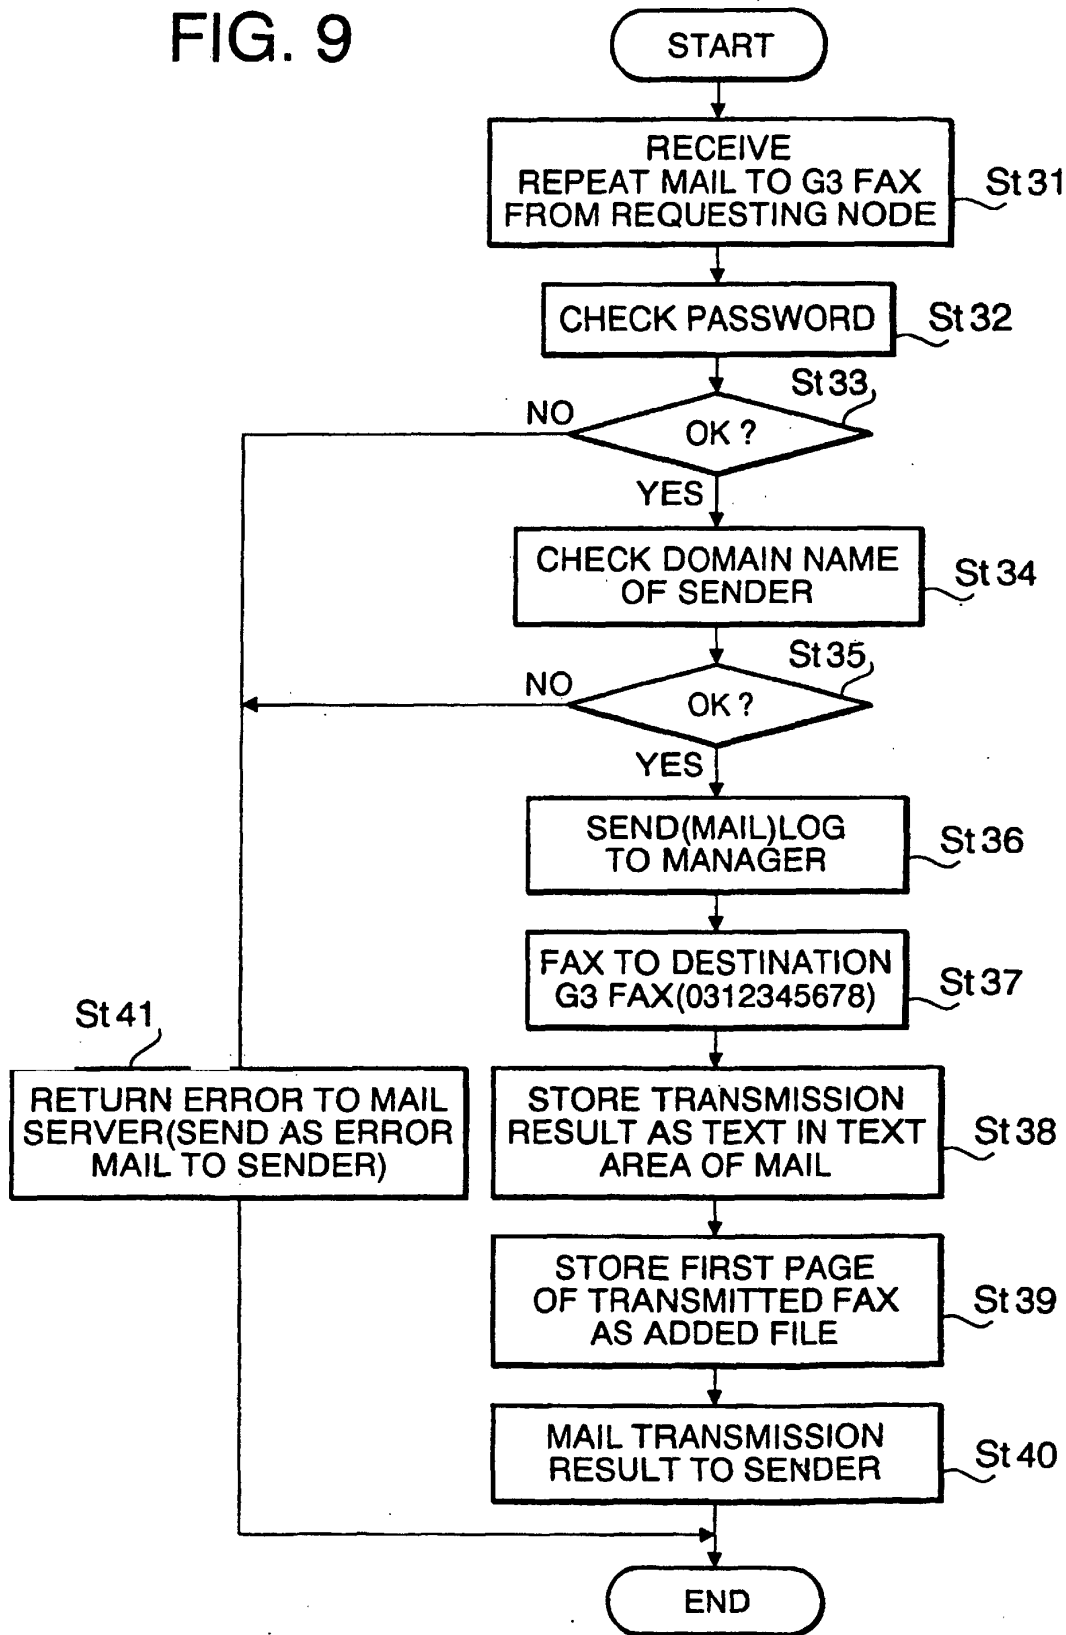 FIG. 9
START
RECEIVE
REPEAT MAIL TO G3 FAX
FROM REQUESTING NODE
St31
CHECK PASSWORD
St32
St33
NO
OK ?
YES
CHECK DOMAIN NAME
OF SENDER
St34
St35
NO
OK ?
YES
SEND(MAIL)LOG
TO MANAGER
St36
FAX TO DESTINATION
G3 FAX(0312345678)
St37
St41
RETURN ERROR TO MAIL
SERVER(SEND AS ERROR
MAIL TO SENDER)
STORE TRANSMISSION
RESULT AS TEXT IN TEXT
AREA OF MAIL
St38
STORE FIRST PAGE
OF TRANSMITTED FAX
AS ADDED FILE
St39
MAIL TRANSMISSION
RESULT TO SENDER
St40
END